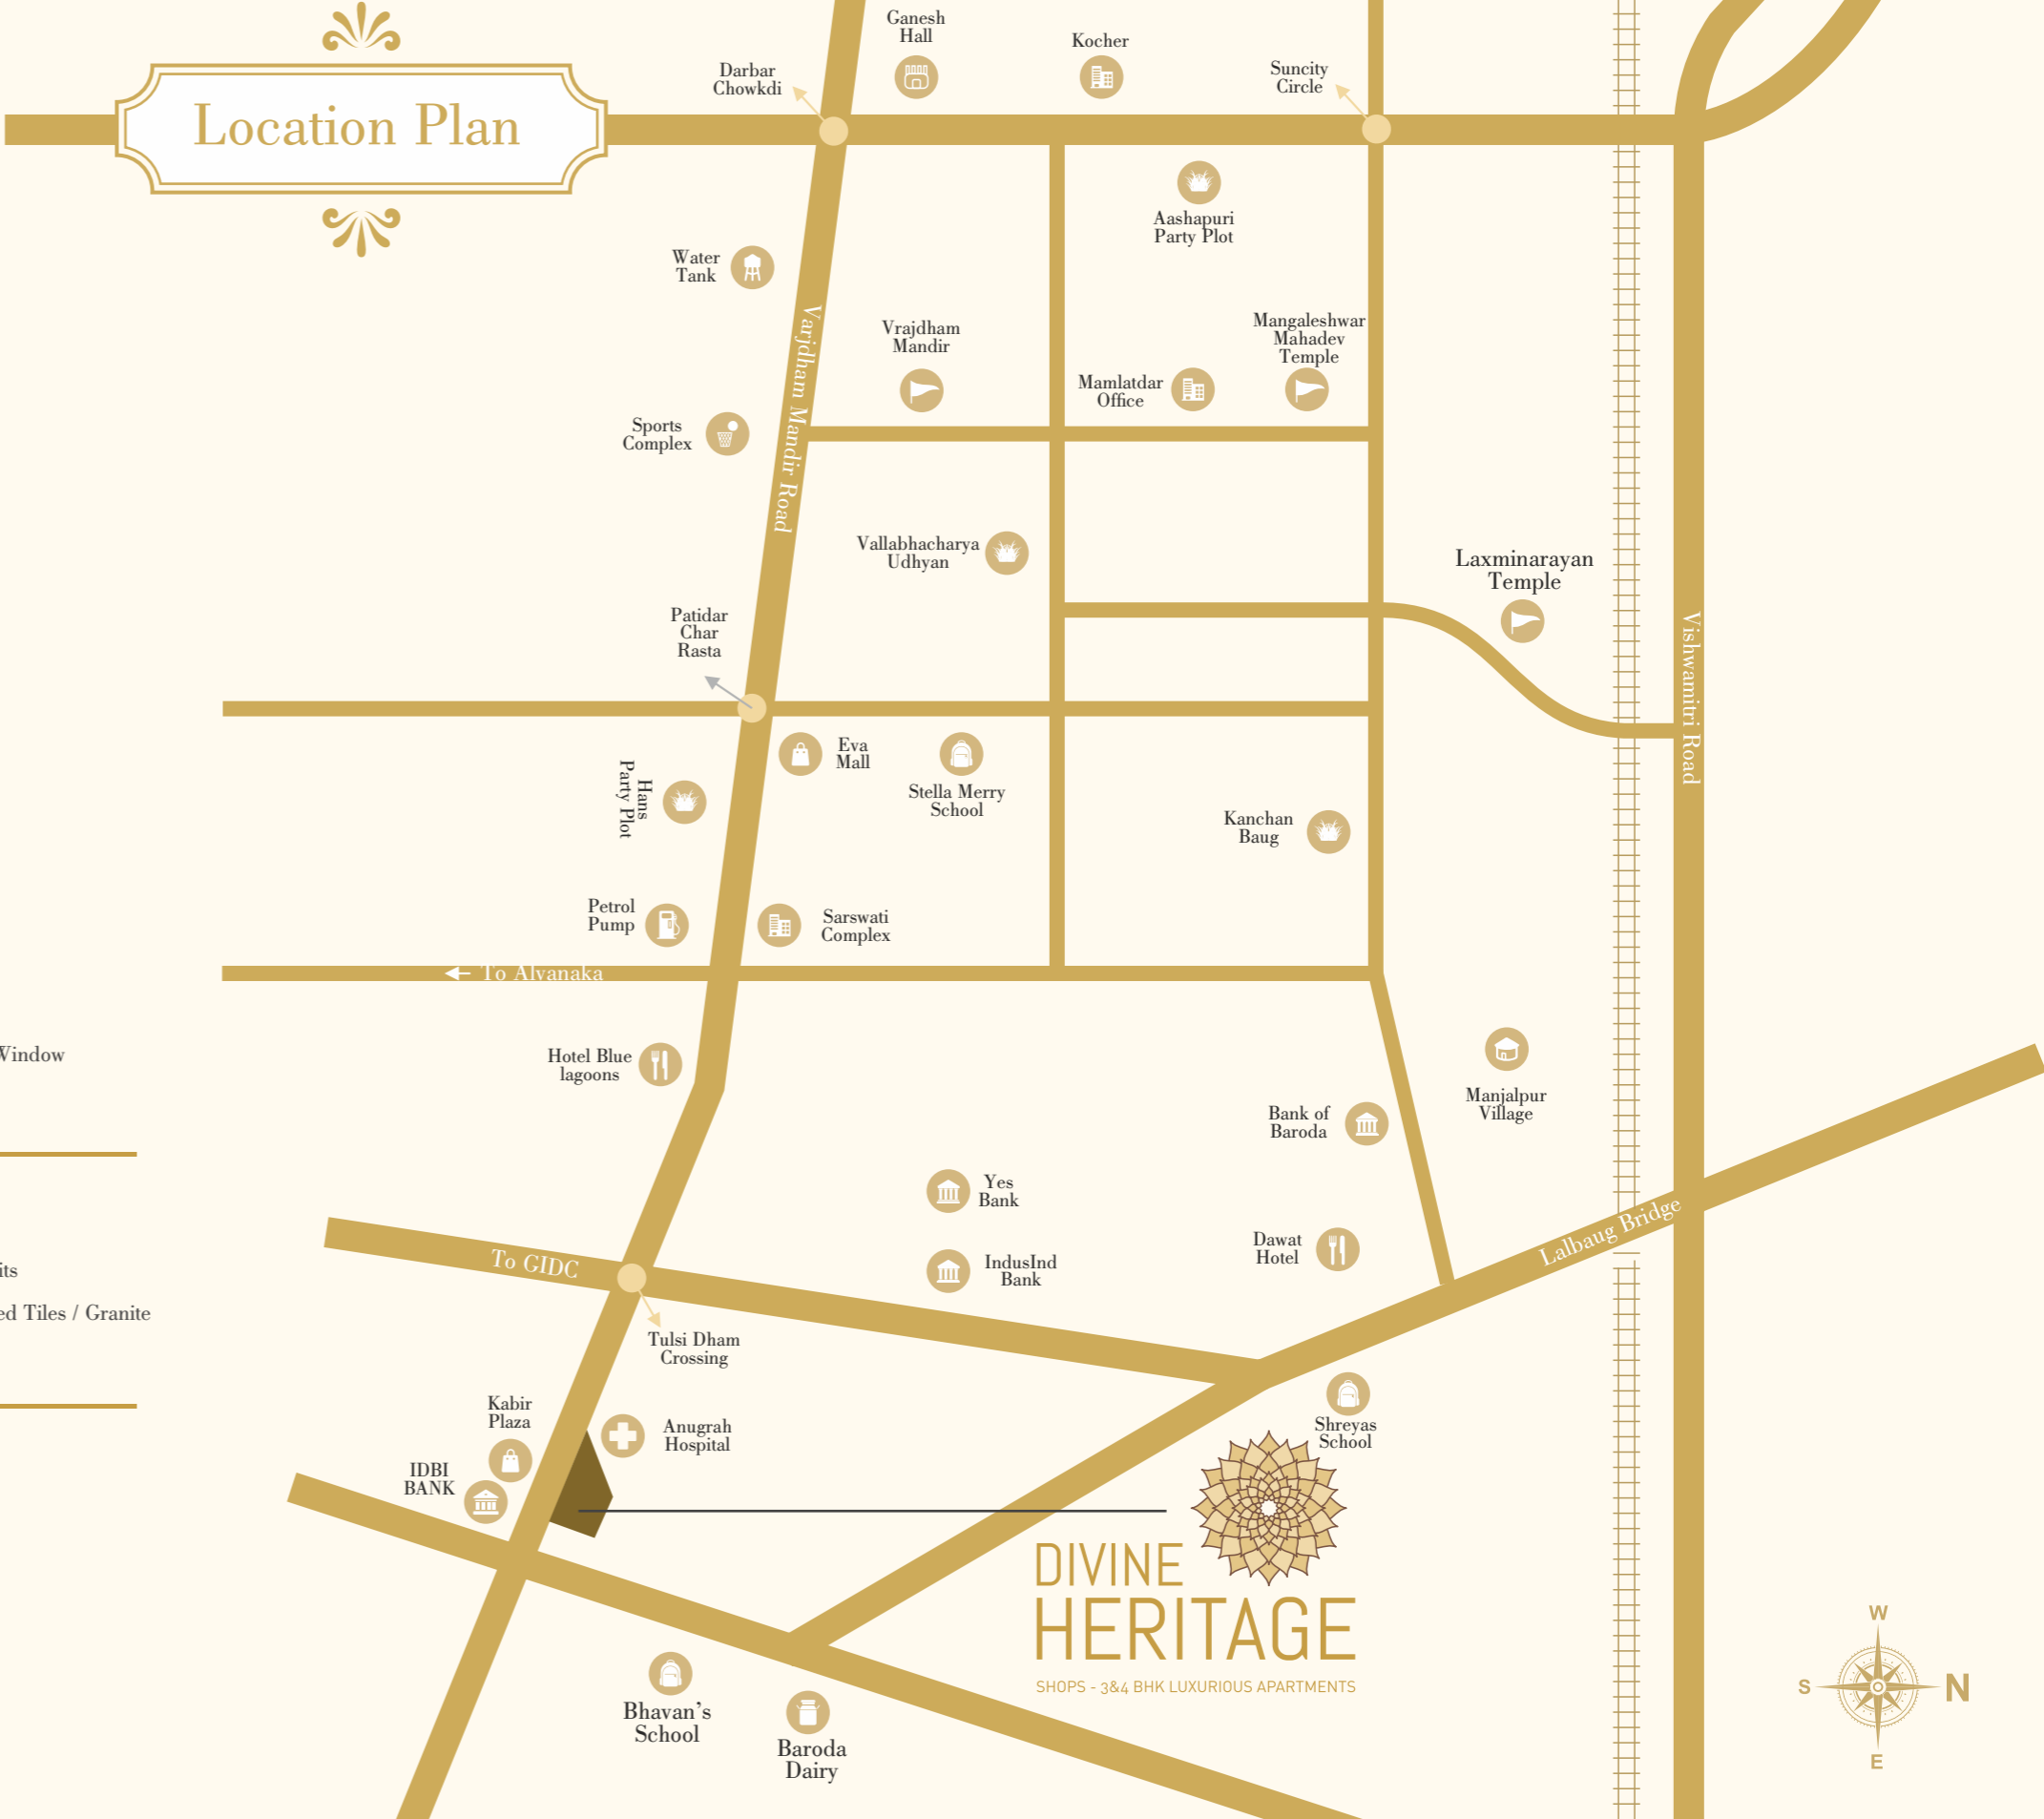 Location Plan
Ganesh
Hall
Kocher
Darbar
Chowkdi
Suncity
Circle
Aashapuri
Party Plot
Water
Tank
Varjdham Mandir Road
Vrajdham
Mandir
Mangaleshwar
Mahadev
Temple
Mamlatdar
Office
Sports
Complex
Vallabhacharya
Udhyan
Laxminarayan
Temple
Patidar
Char
Rasta
Vishwamitri Road
Eva
Mall
Hans
Party Plot
Stella Merry
School
Kanchan
Baug
Petrol
Pump
Sarswati
Complex
To Alvanaka
Window
Hotel Blue
lagoons
Manjalpur
Village
Bank of
Baroda
Yes
Bank
Lalbaug Bridge
Dawat
Hotel
To GIDC
IndusInd
Bank
its
ed Tiles / Granite
Tulsi Dham
Crossing
Kabir
Plaza
Anugrah
Hospital
Shreyas
School
IDBI
BANK
DIVINE
HERITAGE
SHOPS - 3&4 BHK LUXURIOUS APARTMENTS
Bhavan's
School
Baroda
Dairy
W
S
N
E